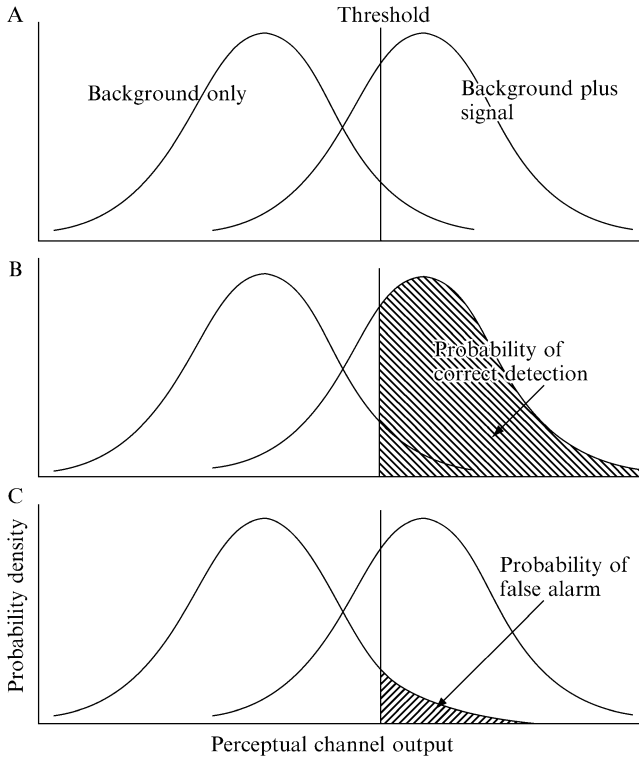 A
Threshold
Background only
Background plus
signal
B
Probability of
correct detection
C
Probability of
false alarm
Probability density
Perceptual channel output